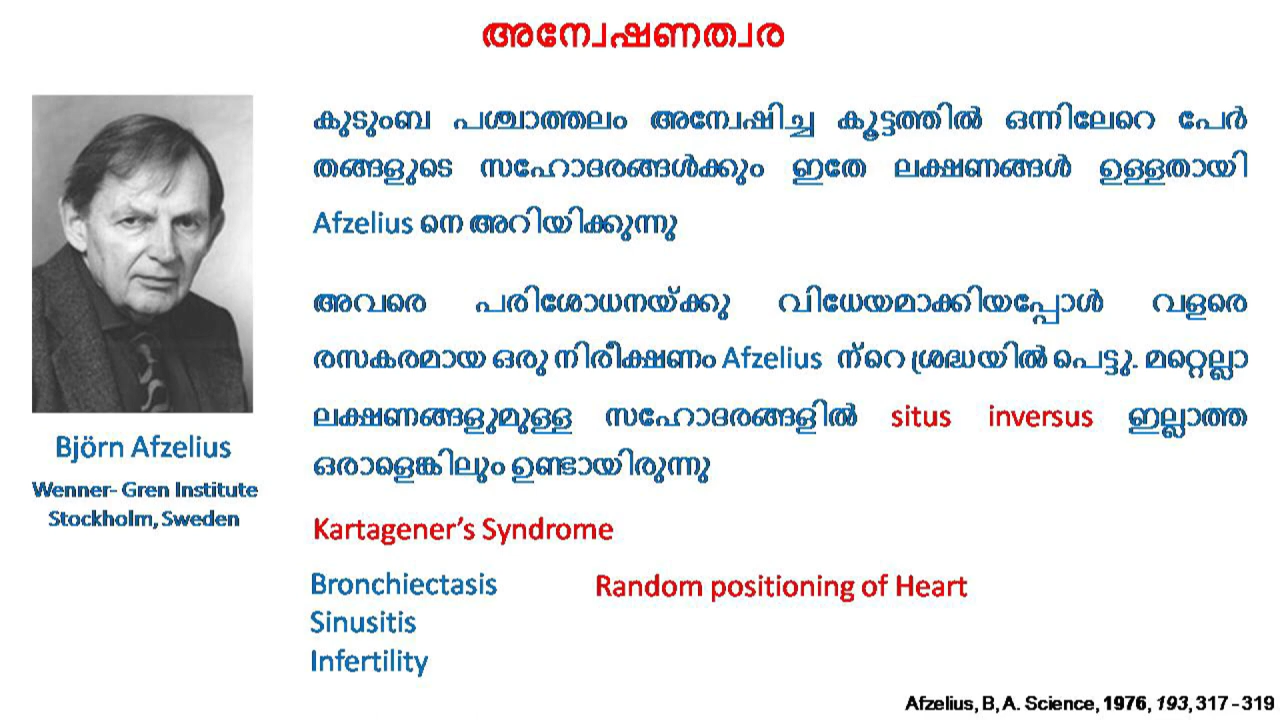 അന്വേഷണത്വര
കുടുംബ പശ്ചാത്തലം അന്വേഷിച്ച കൂട്ടത്തിൽ ഒന്നിലേറെ പേർ
തങ്ങളുടെ സഹോദരങ്ങൾക്കും ഇതേ ലക്ഷണങ്ങൾ ഉള്ളതായി
Afzelius നെ അറിയിക്കുന്നു
അവരെ പരിശോധനയ്ക്കു വിധേയമാക്കിയപ്പോൾ വളരെ
രസകരമായ ഒരു നിരീക്ഷണം Afzelius ന്റെ ശ്രദ്ധയിൽ പെട്ടു. മറ്റെല്ലാ
ലക്ഷണങ്ങളുമുള്ള സഹോദരങ്ങളിൽ situs inversus ഇല്ലാത്ത
ഒരാളെങ്കിലും ഉണ്ടായിരുന്നു
Björn Afzelius
Wenner- Gren Institute
Stockholm, Sweden
Kartagener's Syndrome
Bronchiectasis
Random positioning of Heart
Sinusitis
Infertility
Afzelius, B, A. Science, 1976, 193, 317 – 319